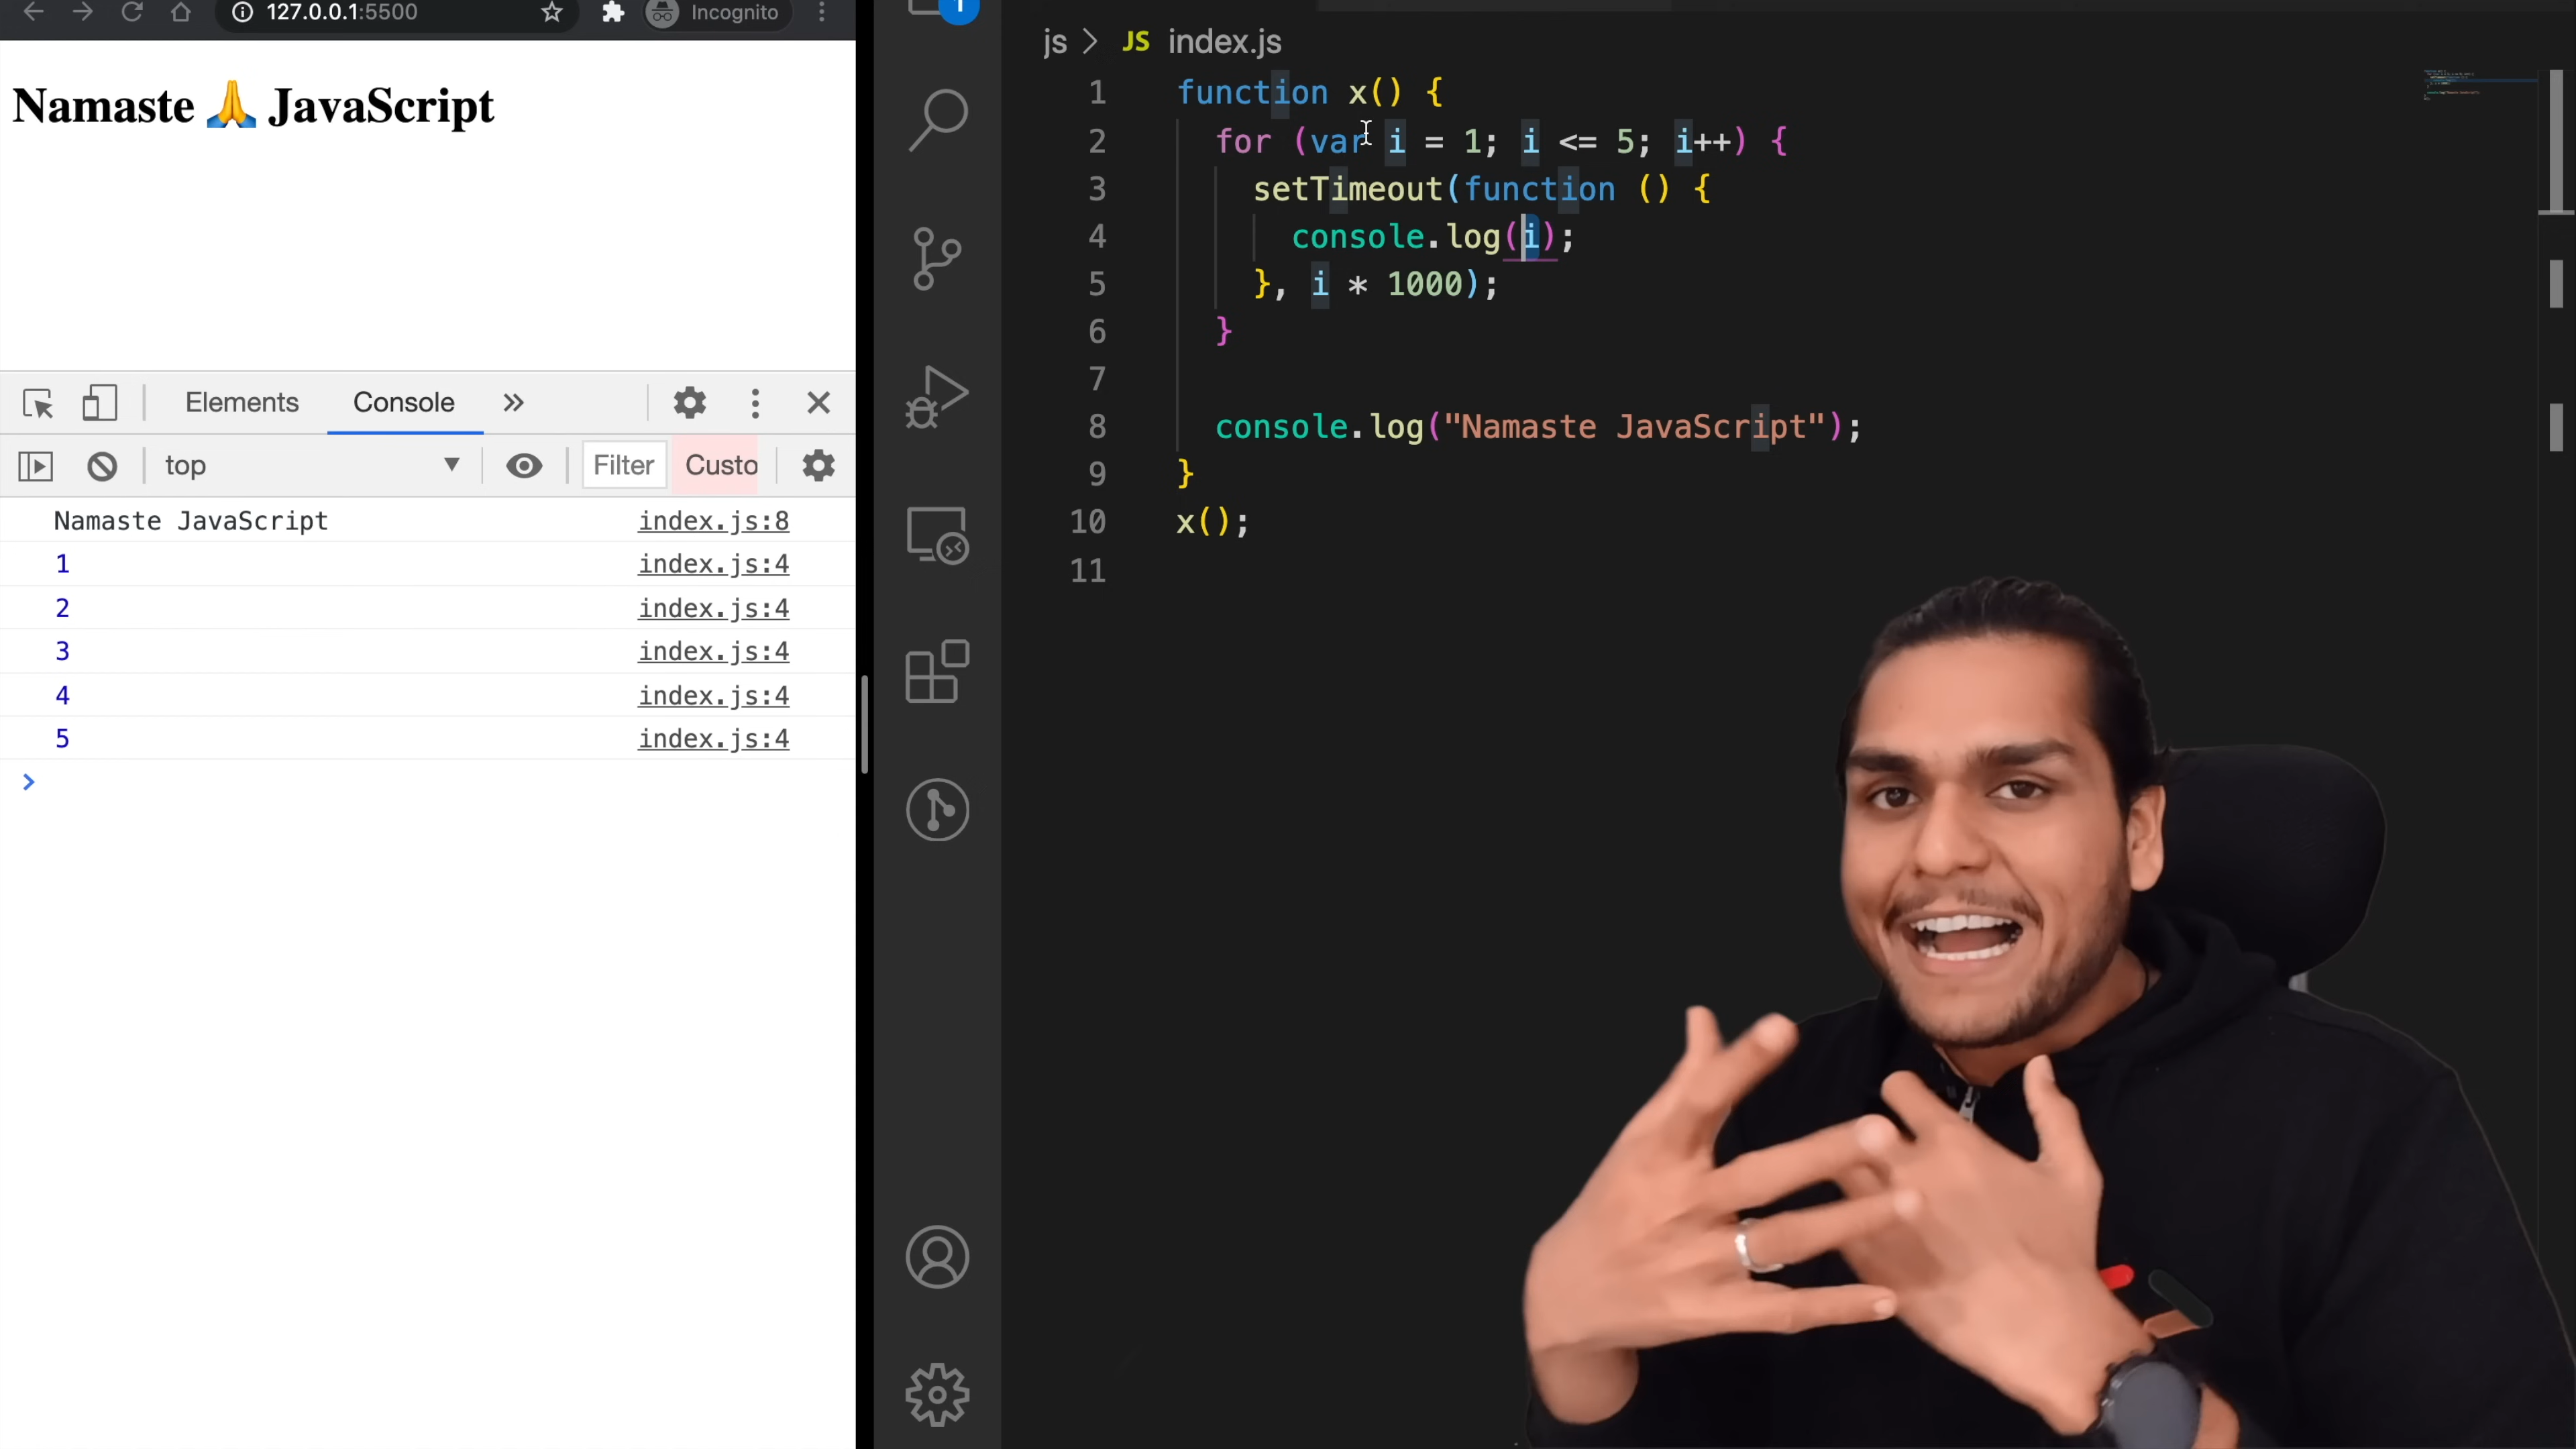 127.0.0.1:5500
Incognito
Namaste 🙏 JavaScript
Elements
Console
top
Filter
Custo
Namaste JavaScript index.js:8
1 index.js:4
2 index.js:4
3 index.js:4
4 index.js:4
5 index.js:4
1
js > JS index.js
1 function x() {
2 for (var i = 1; i <= 5; i++) {
3 setTimeout(function () {
4 console.log(i);
5 }, i * 1000);
6 }
7
8 console.log("Namaste JavaScript");
9 }
10 x();
11